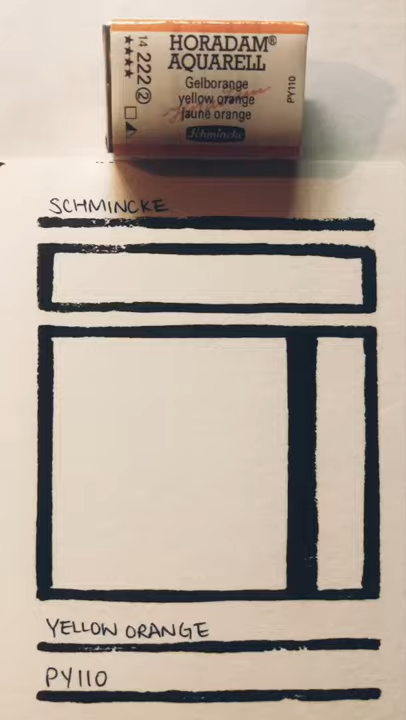 HORADAM®
AQUARELL
14 222 ②
★★★★
Gelborange
yellow orange
jaune orange
Schmincke
PY110
SCHMINCKE
YELLOW ORANGE
PY110